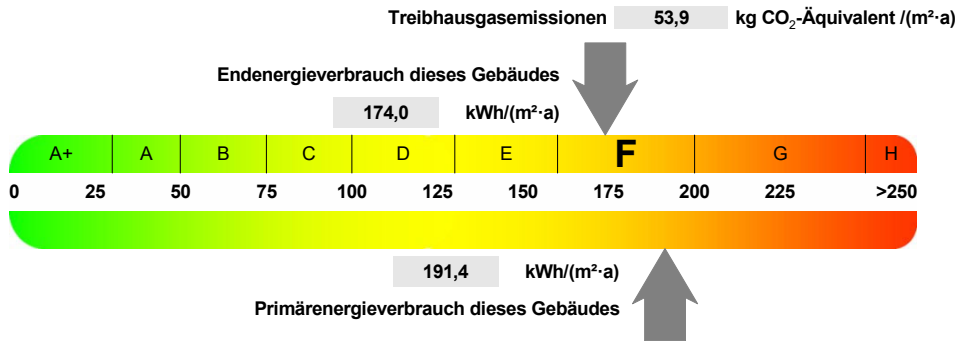 Treibhausgasemissionen 53,9 kg CO₂-Äquivalent /(m²·a)
Endenergieverbrauch dieses Gebäudes
174,0 kWh/(m²·a)
A+ A B C D E F G H
0 25 50 75 100 125 150 175 200 225 >250
191,4 kWh/(m²·a)
Primärenergieverbrauch dieses Gebäudes